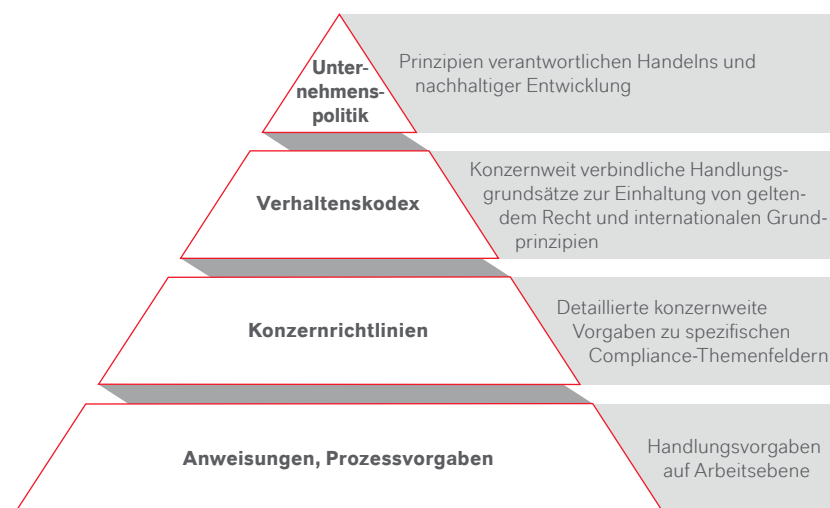 Unter-
nehmens-
politik
Prinzipien verantwortlichen Handelns und
nachhaltiger Entwicklung
Verhaltenskodex
Konzernweit verbindliche Handlungs-
grundsätze zur Einhaltung von gelten-
dem Recht und internationalen Grund-
prinzipien
Konzernrichtlinien
Detaillierte konzernweite
Vorgaben zu spezifischen
Compliance-Themenfeldern
Anweisungen, Prozessvorgaben
Handlungsvorgaben
auf Arbeitsebene